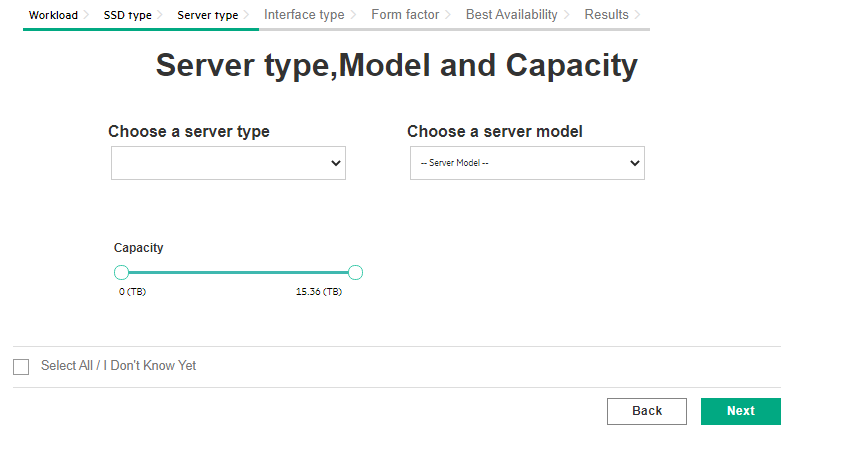 Workload SSD type Server type Interface type Form factor Best Availability Results
Server type,Model and Capacity
Choose a server type Choose a server model
-- Server Model --
Capacity
0 (TB) 15.36 (TB)
Select All / I Don't Know Yet
Back Next